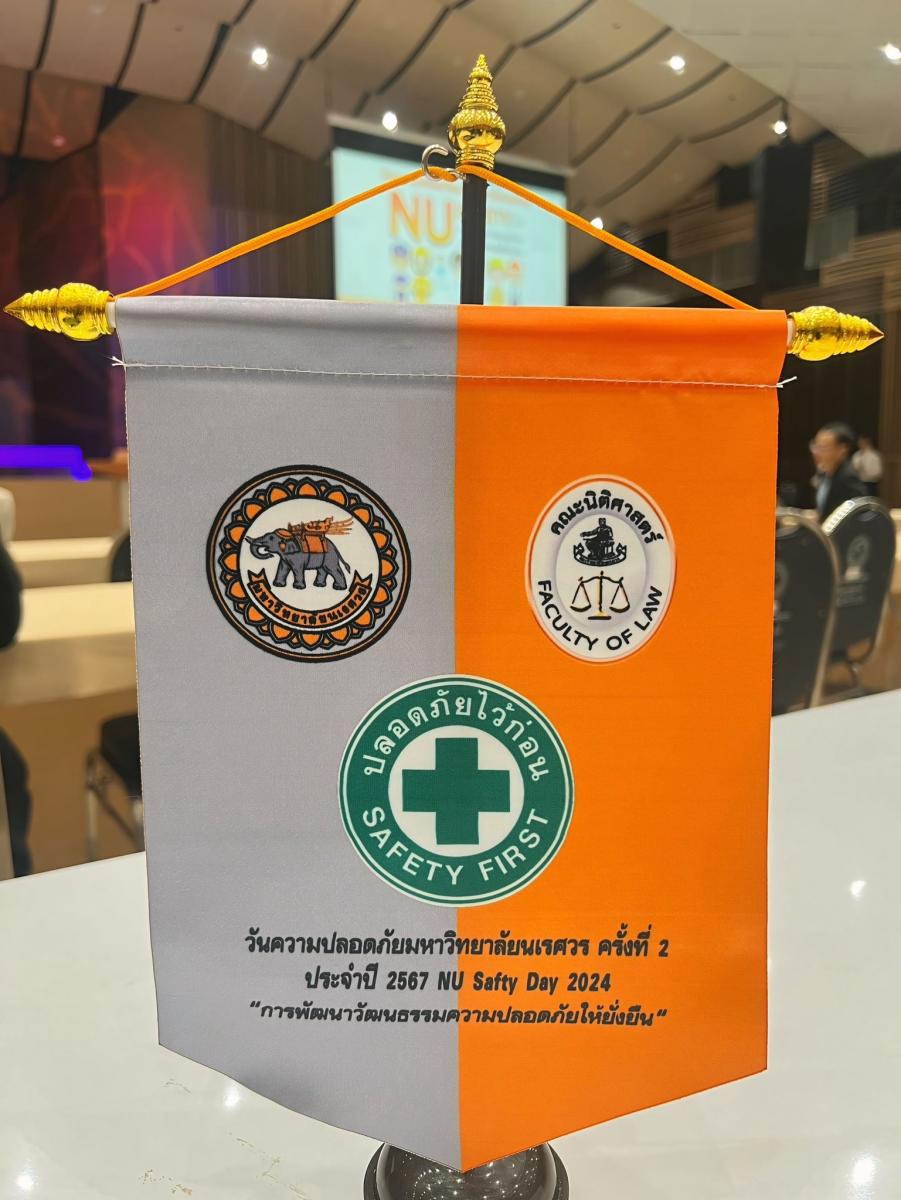 NU
มหาวิทยาลัยนเรศวร
คณะนิติศาสตร์
FACULTY OF LAW
ปลอดภัยไว้ก่อน
SAFETY FIRST
วันความปลอดภัยมหาวิทยาลัยนเรศวร ครั้งที่ 2
ประจำปี 2567 NU Safty Day 2024
“การพัฒนาวัฒนธรรมความปลอดภัยให้ยั่งยืน“